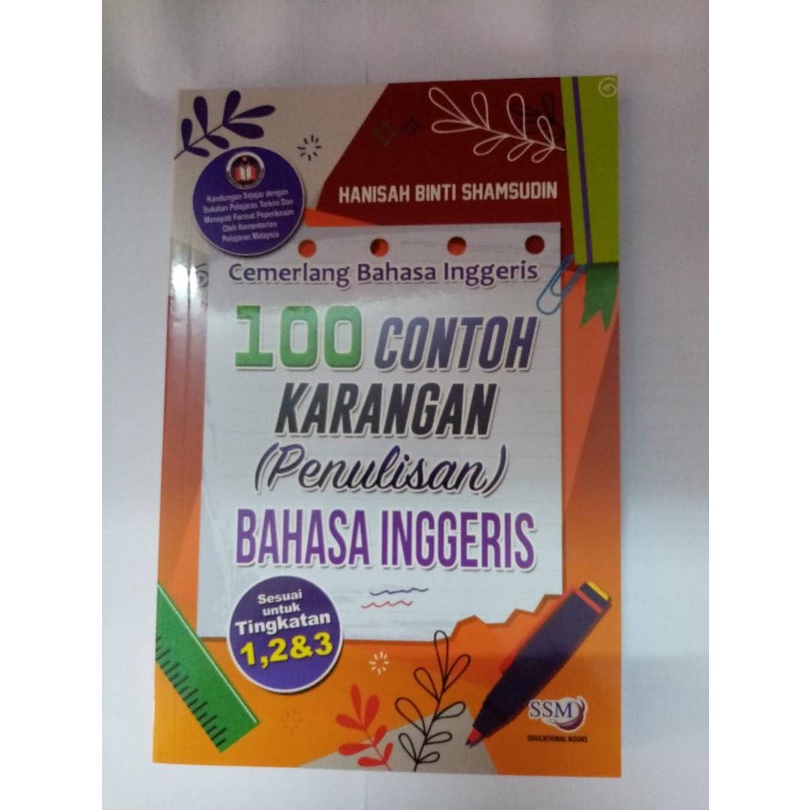 HANISAH BINTI SHAMSUDIN
Kandungan Sejajar dengan
Sukatan Pelajaran Terkini Dan
Menepati Format Peperiksaan
Oleh Kementerian
Pelajaran Malaysia
Cemerlang Bahasa Inggeris
100 CONTOH
KARANGAN
(Penulisan)
BAHASA INGGERIS
Sesuai
untuk
Tingkatan
1,2&3
SSM
EDUCATIONAL BOOKS